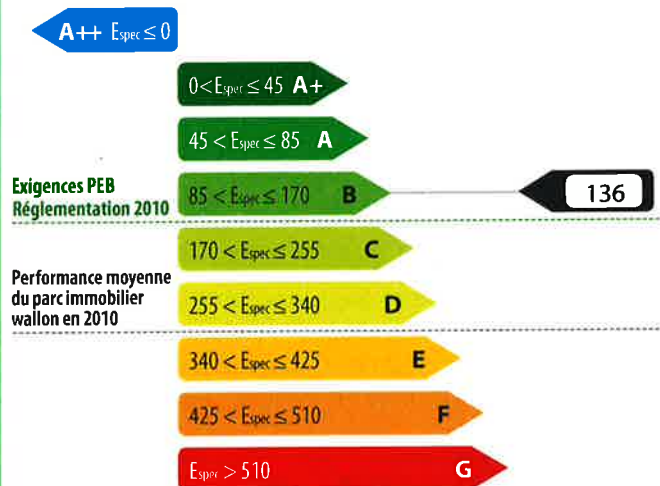 A++ Espec ≤ 0
0 < Espec ≤ 45 A+
45 < Espec ≤ 85 A
Exigences PEB
Réglementation 2010
85 < Espec ≤ 170 B
136
170 < Espec ≤ 255 C
Performance moyenne
du parc immobilier
wallon en 2010
255 < Espec ≤ 340 D
340 < Espec ≤ 425 E
425 < Espec ≤ 510 F
Espec > 510 G